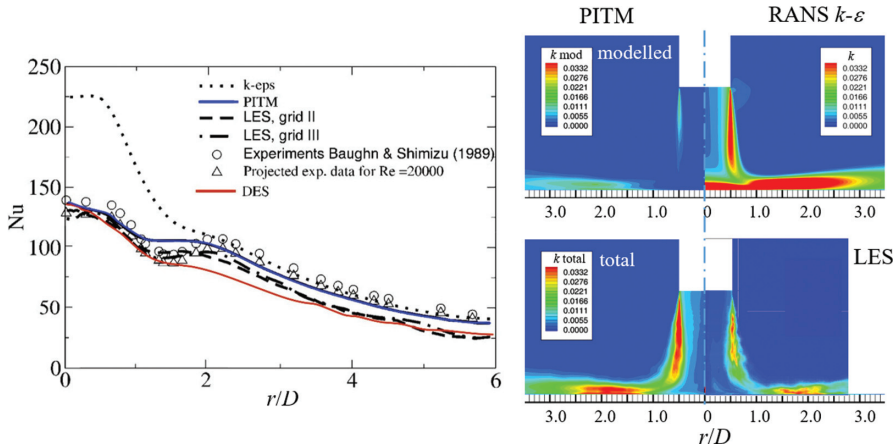 250
200
150
100
50
0
Nu
0
2
4
6
r/D
k-eps
PITM
LES, grid II
LES, grid III
Experiments Baughn & Shimizu (1989)
Projected exp. data for Re =20000
DES
PITM
RANS k-ε
k mod
0.0332
0.0276
0.0221
0.0166
0.0111
0.0055
0.0000
modelled
k
0.0332
0.0276
0.0221
0.0166
0.0111
0.0055
0.0000
3.0 2.0 1.0 0 1.0 2.0 3.0
k total
0.0332
0.0276
0.0221
0.0166
0.0111
0.0055
0.0000
total
LES
3.0 2.0 1.0 0 1.0 2.0 3.0
r/D